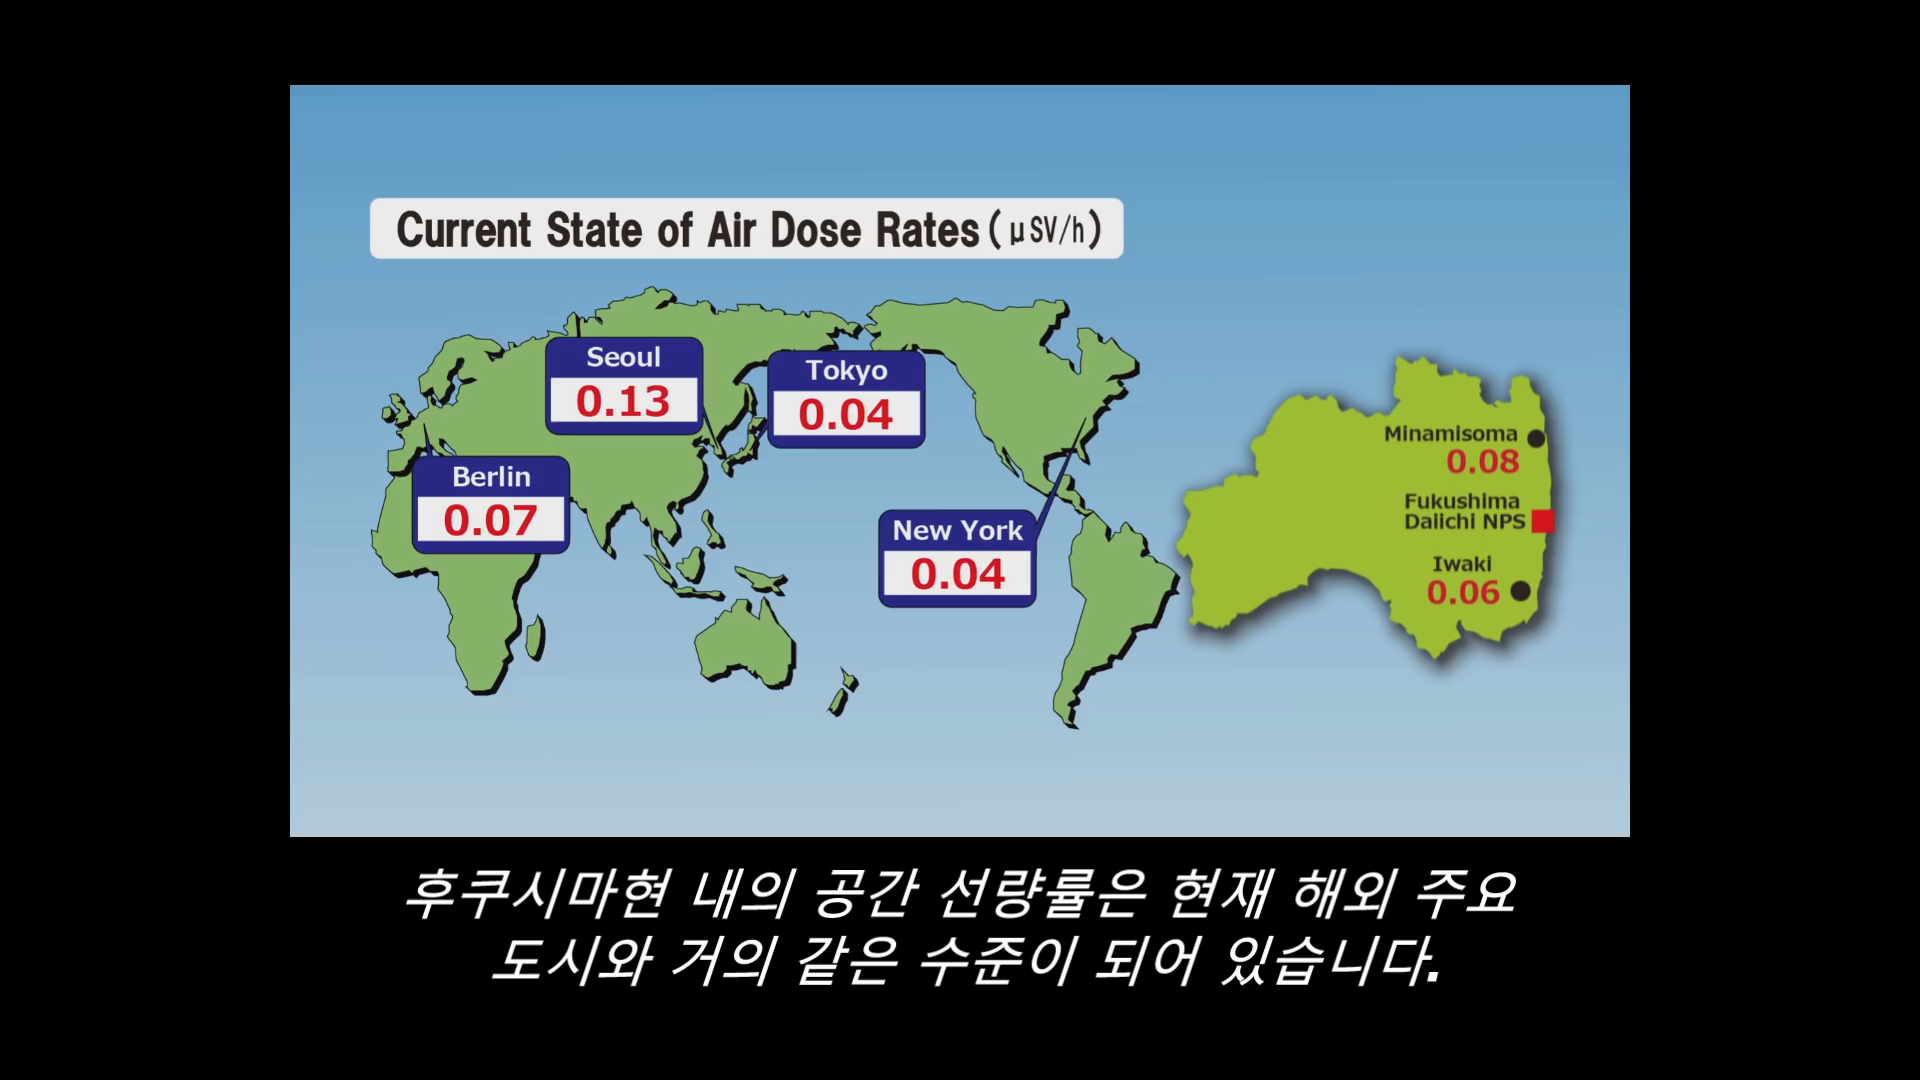 Current State of Air Dose Rates (μSV/h)
Seoul
0.13
Tokyo
0.04
Berlin
0.07
New York
0.04
Minamisoma
0.08
Fukushima
Daiichi NPS
Iwaki
0.06
후쿠시마현 내의 공간 선량률은 현재 해외 주요
도시와 거의 같은 수준이 되어 있습니다.